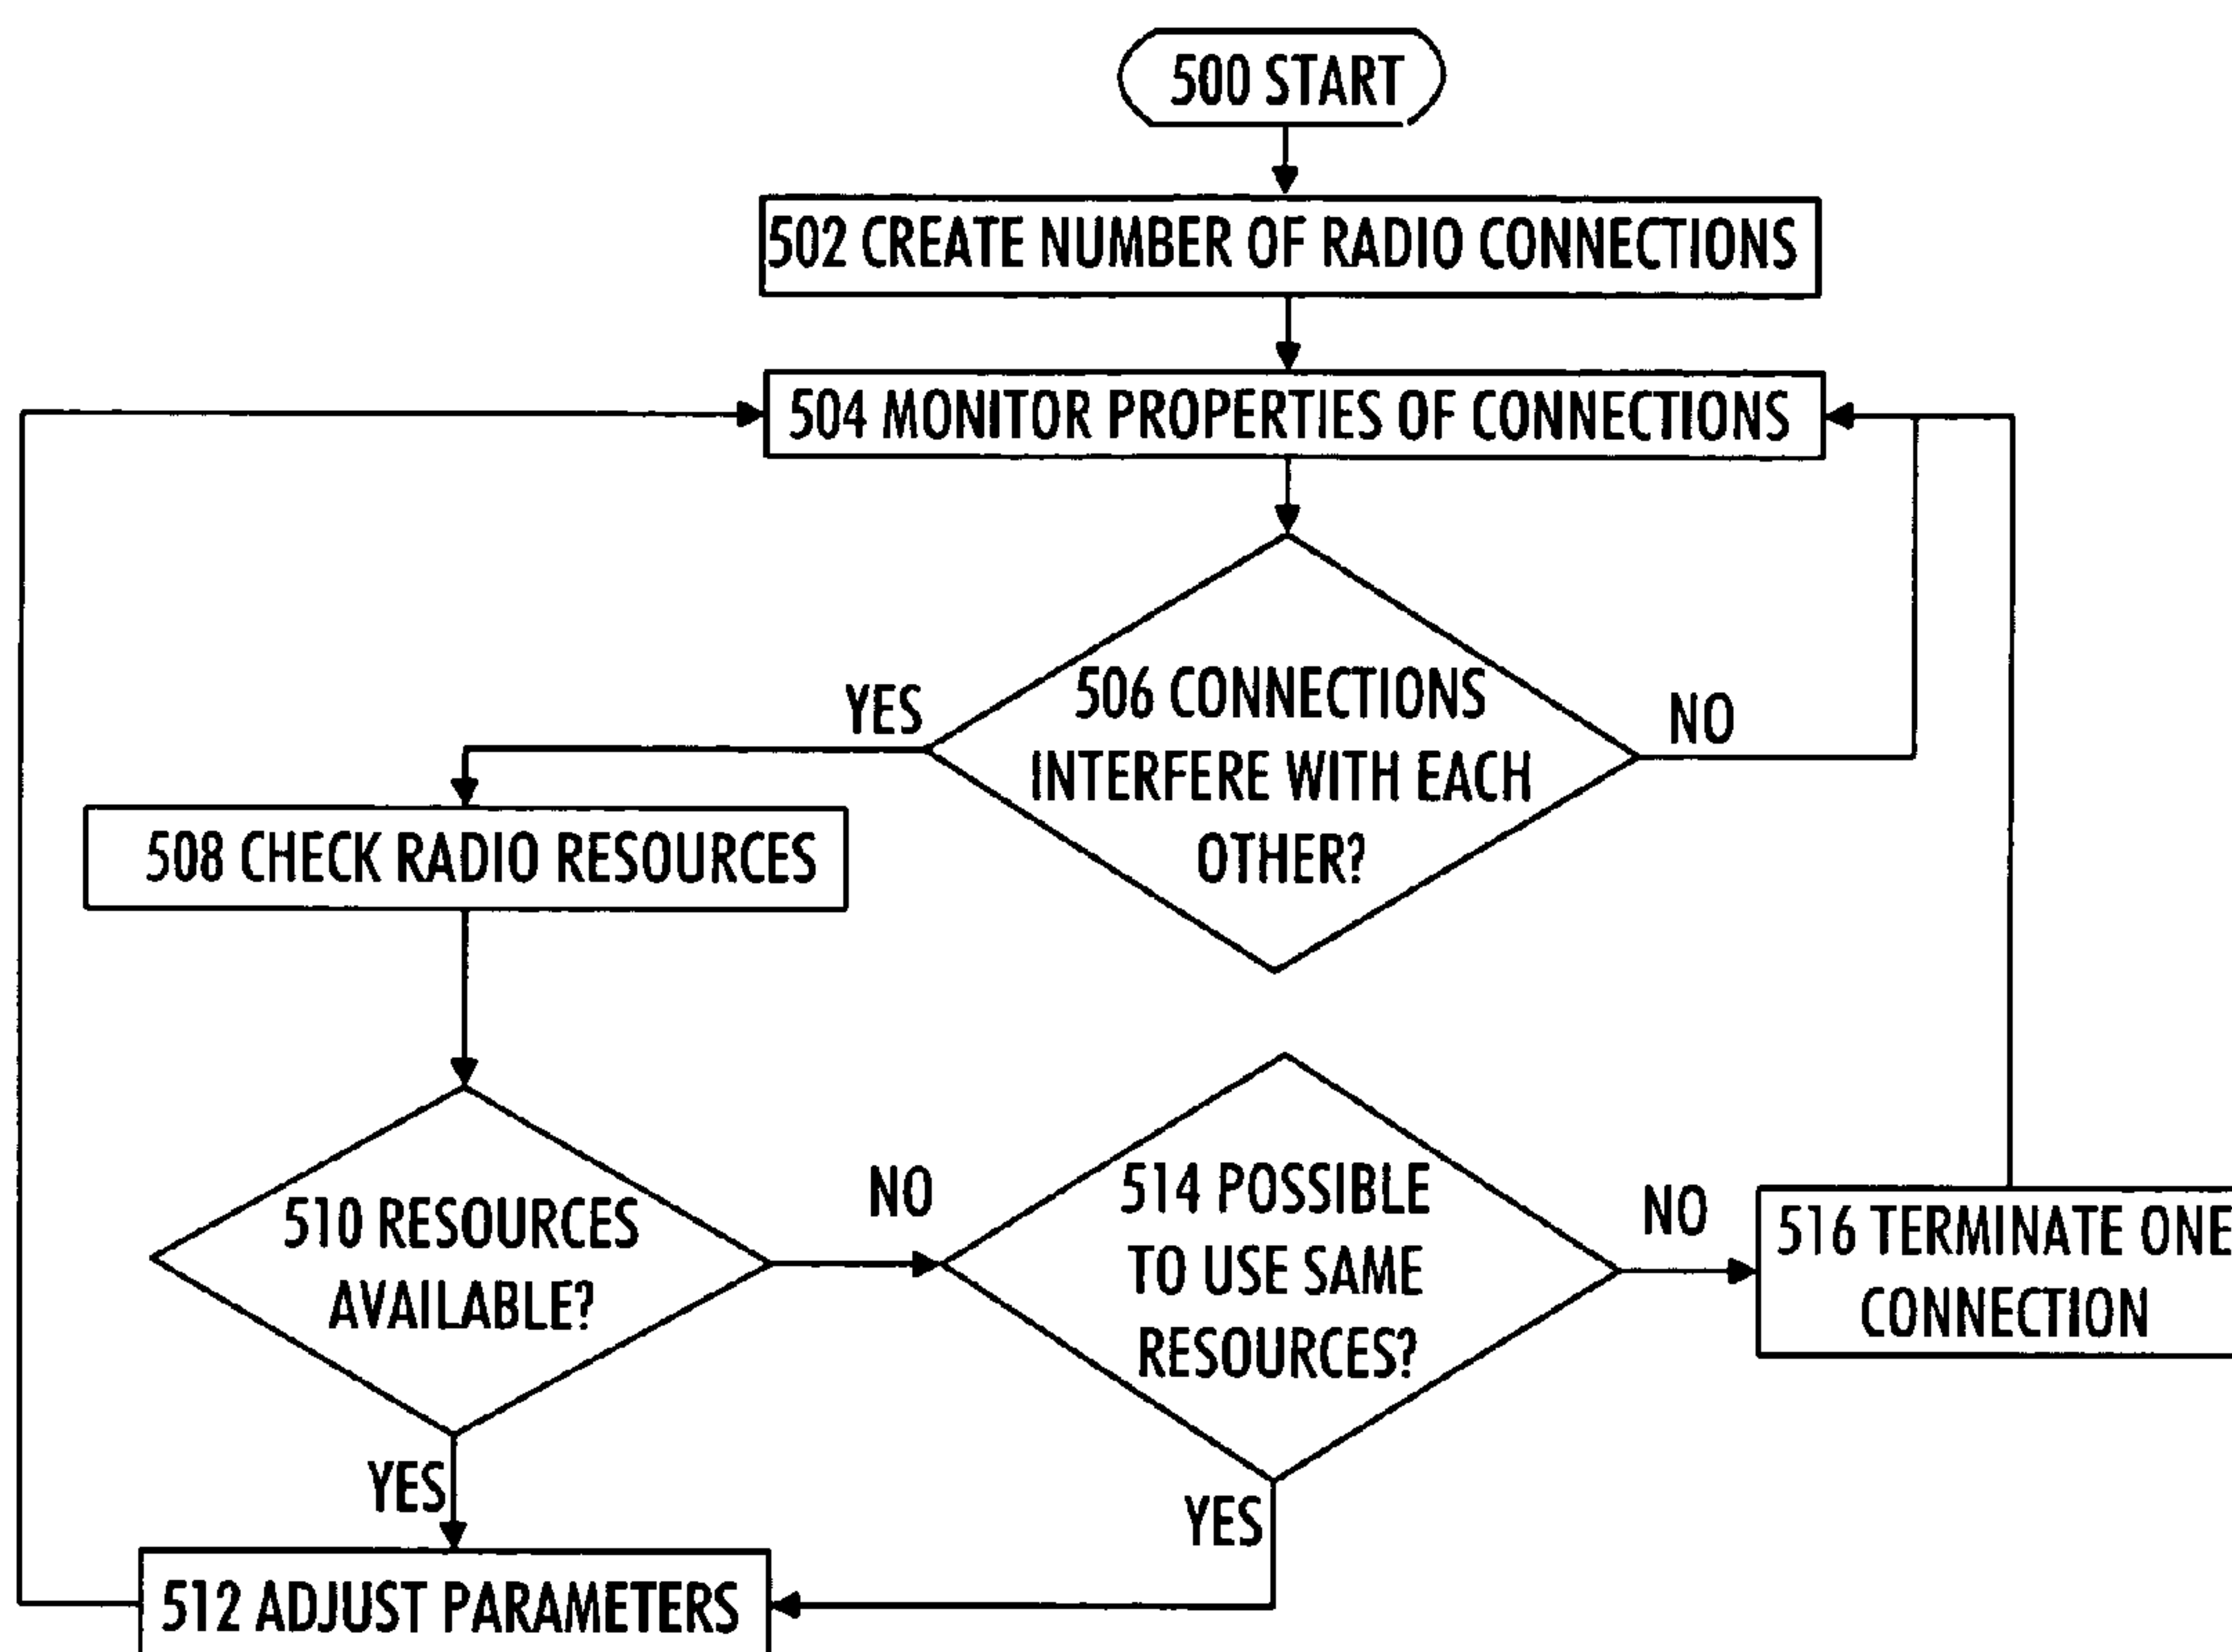 500 START
502 CREATE NUMBER OF RADIO CONNECTIONS
504 MONITOR PROPERTIES OF CONNECTIONS
506 CONNECTIONS
INTERFERE WITH EACH
OTHER?
YES
NO
508 CHECK RADIO RESOURCES
510 RESOURCES
AVAILABLE?
NO
514 POSSIBLE
TO USE SAME
RESOURCES?
NO
516 TERMINATE ONE
CONNECTION
YES
YES
512 ADJUST PARAMETERS